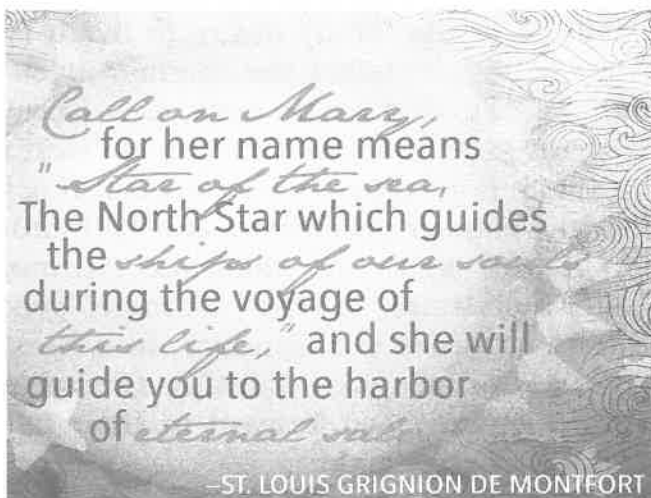 Call on Mary,
for her name means
"Star of the sea,
The North Star which guides
the ships of our souls
during the voyage of
this life," and she will
guide you to the harbor
of eternal
–ST. LOUIS GRIGNION DE MONTFORT